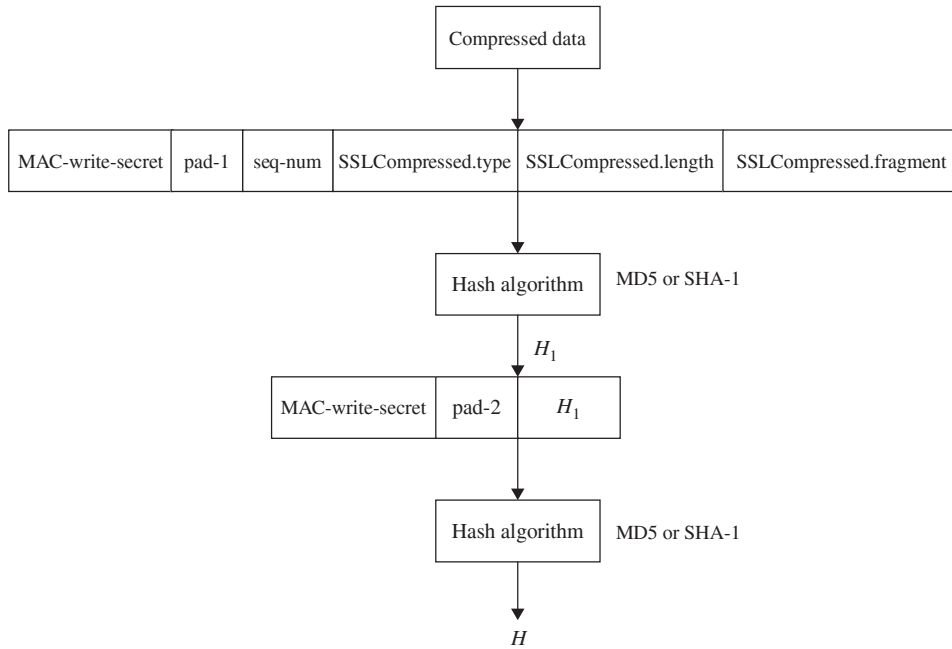 Compressed data
MAC-write-secret pad-1 seq-num SSLCompressed.type SSLCompressed.length SSLCompressed.fragment
Hash algorithm MD5 or SHA-1
H1
MAC-write-secret pad-2 H1
Hash algorithm MD5 or SHA-1
H